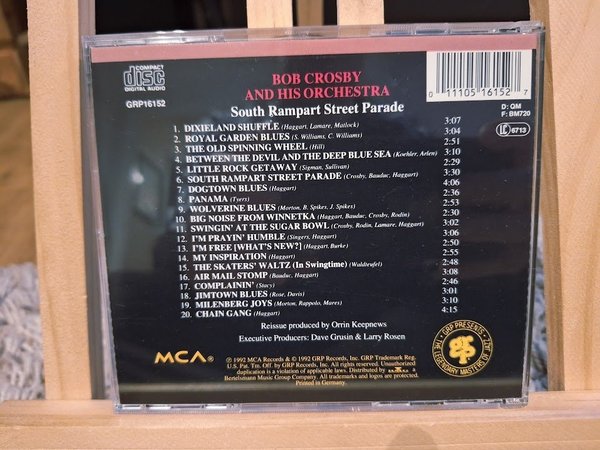 COMPACT
disc
DIGITAL AUDIO
GRP16152
BOB CROSBY
AND HIS ORCHESTRA
South Rampart Street Parade
0 11105 16152 7
D: QM
F: BM720
LC 6713
1. DIXIELAND SHUFFLE (Haggart, Lamare, Matlock) 3:07
2. ROYAL GARDEN BLUES (S. Williams, C. Williams) 3:04
3. THE OLD SPINNING WHEEL (Hill) 2:51
4. BETWEEN THE DEVIL AND THE DEEP BLUE SEA (Koehler, Arlen) 3:10
5. LITTLE ROCK GETAWAY (Sigman, Sullivan) 2:29
6. SOUTH RAMPART STREET PARADE (Crosby, Bauduc, Haggart) 3:30
7. DOGTOWN BLUES (Haggart) 4:06
8. PANAMA (Tyers) 2:36
9. WOLVERINE BLUES (Morton, B. Spikes, J. Spikes) 2:53
10. BIG NOISE FROM WINNETKA (Haggart, Bauduc, Crosby, Rodin) 2:30
11. SWINGIN' AT THE SUGAR BOWL (Crosby, Rodin, Lamare, Haggart) 3:02
12. I'M PRAYIN' HUMBLE (Singers, Haggart) 3:06
13. I'M FREE [WHAT'S NEW?] (Haggart, Burke) 2:50
14. MY INSPIRATION (Haggart) 2:55
15. THE SKATERS' WALTZ (In Swingtime) (Waldteufel) 2:48
16. AIR MAIL STOMP (Bauduc, Haggart) 3:08
17. COMPLAININ' (Stacy) 2:46
18. JIMTOWN BLUES (Rose, Davis) 3:01
19. MILENBERG JOYS (Morton, Rappolo, Mares)
20. CHAIN GANG (Haggart) 4:15
Reissue produced by Orrin Keepnews
Executive Producers: Dave Grusin & Larry Rosen
MCA®
℗ 1992 MCA Records & © 1992 GRP Records, Inc. GRP Trademark Reg.
U.S. Pat. Tm. Off. by GRP Records, Inc. All rights reserved. Unauthorized
duplication is a violation of applicable laws. Distributed by BMG
Bertelsmann Music Group Company. All trademarks and logos are protected.
Printed in Germany.
GRP PRESENTS
THE LEGENDARY MASTERS OF JAZZ
GRP